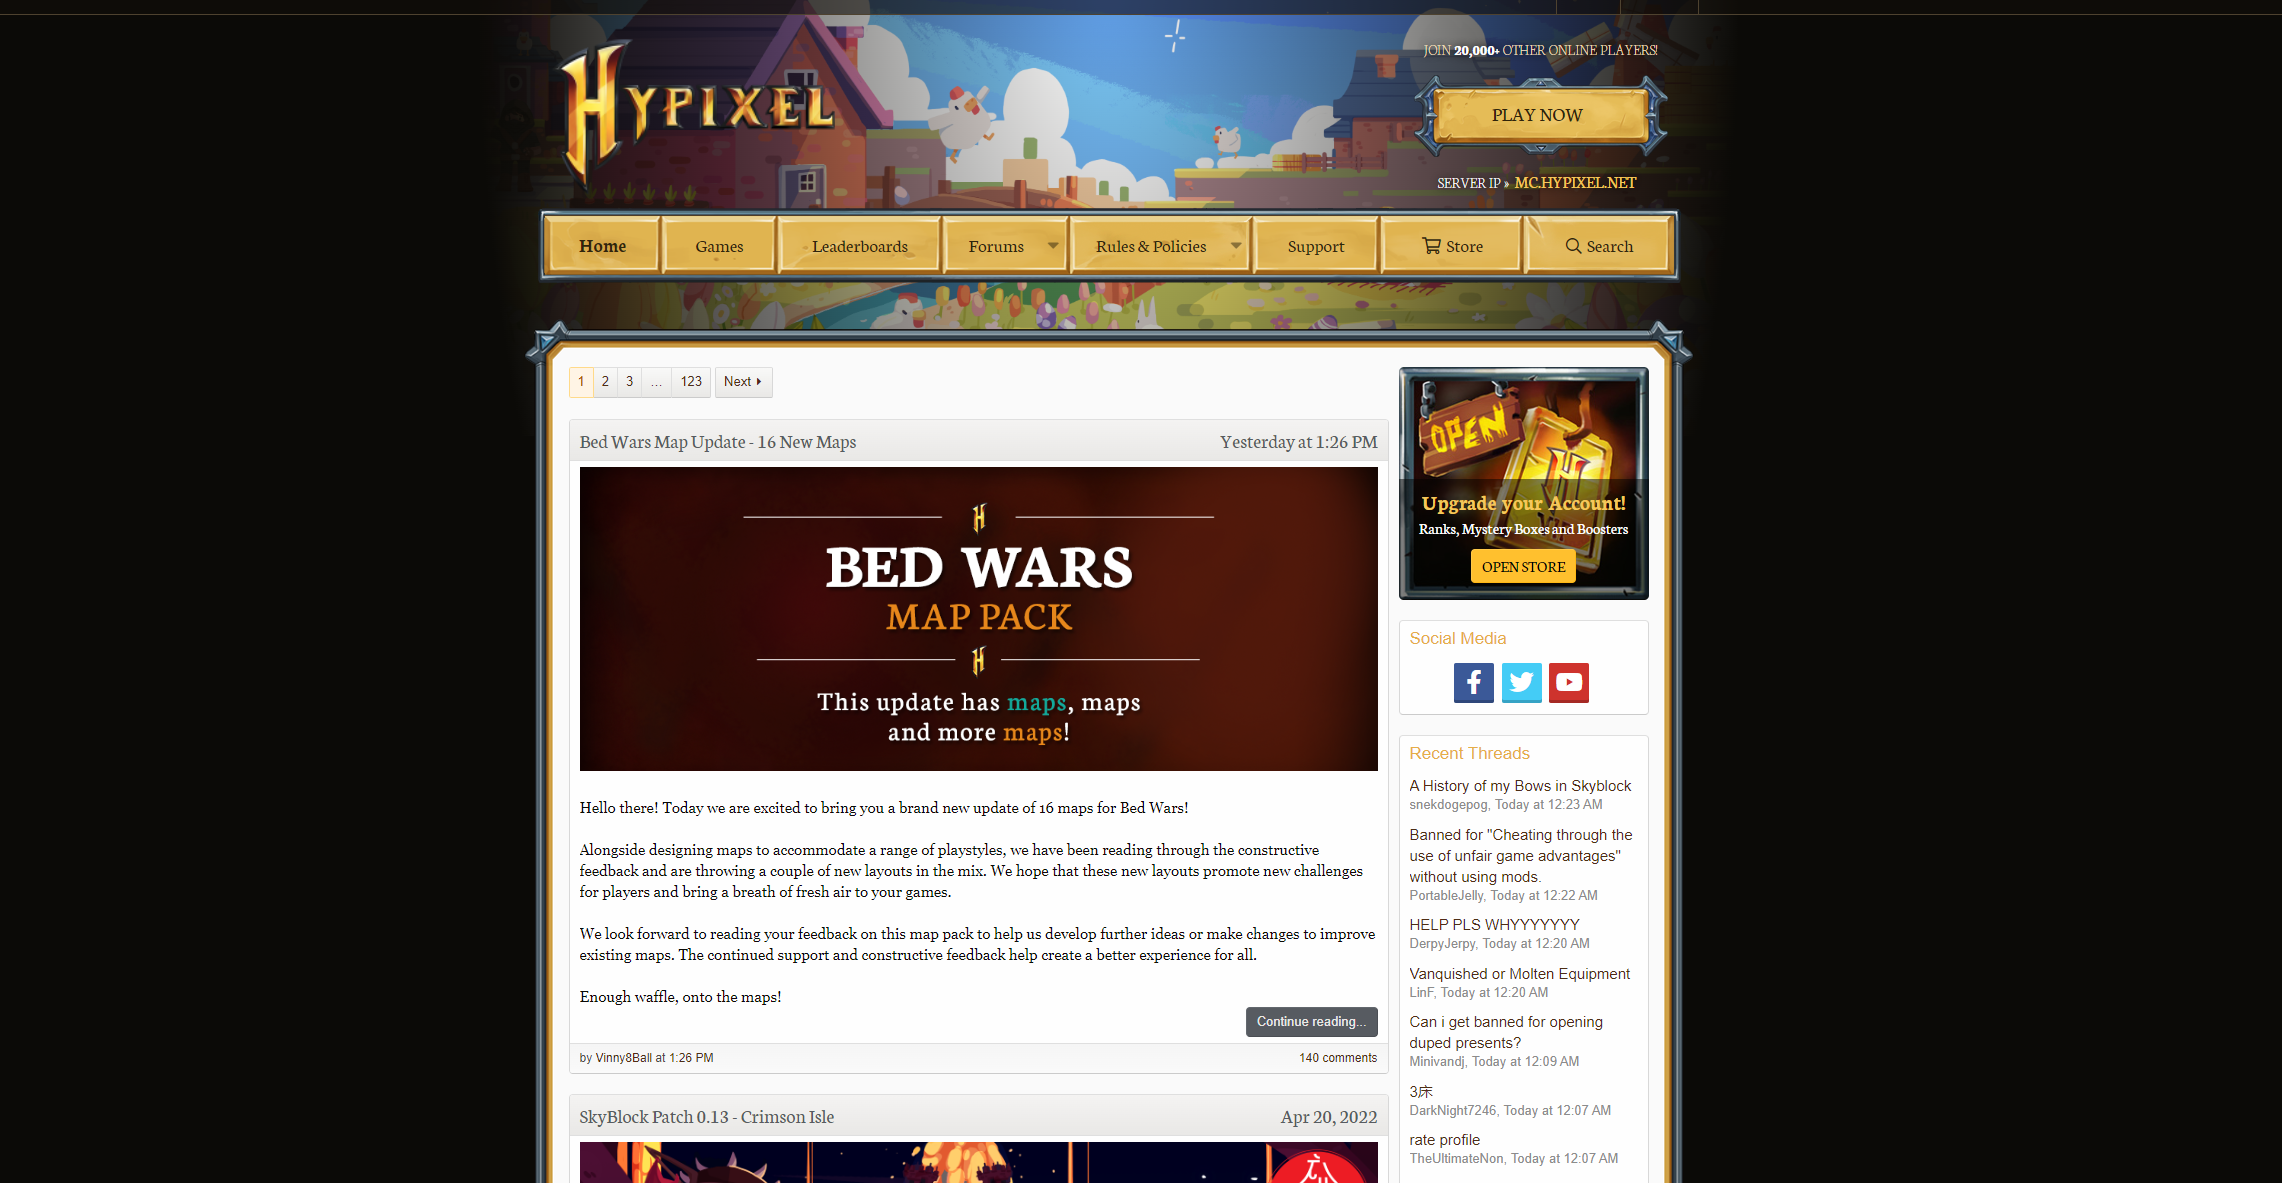 HYPIXEL
JOIN 20,000+ OTHER ONLINE PLAYERS!
PLAY NOW
SERVER IP » MC.HYPIXEL.NET
Home
Games
Leaderboards
Forums
Rules & Policies
Support
Store
Search
1 2 3 ... 123 Next
Bed Wars Map Update - 16 New Maps
Yesterday at 1:26 PM
BED WARS
MAP PACK
This update has maps, maps
and more maps!
Hello there! Today we are excited to bring you a brand new update of 16 maps for Bed Wars!
Alongside designing maps to accommodate a range of playstyles, we have been reading through the constructive
feedback and are throwing a couple of new layouts in the mix. We hope that these new layouts promote new challenges
for players and bring a breath of fresh air to your games.
We look forward to reading your feedback on this map pack to help us develop further ideas or make changes to improve
existing maps. The continued support and constructive feedback help create a better experience for all.
Enough waffle, onto the maps!
Continue reading...
by Vinny8Ball at 1:26 PM
140 comments
SkyBlock Patch 0.13 - Crimson Isle
Apr 20, 2022
OPEN
Upgrade your Account!
Ranks, Mystery Boxes and Boosters
OPEN STORE
Social Media
Recent Threads
A History of my Bows in Skyblock
snekdogepog, Today at 12:23 AM
Banned for "Cheating through the
use of unfair game advantages"
without using mods.
PortableJelly, Today at 12:22 AM
HELP PLS WHYYYYYYY
DerpyJerpy, Today at 12:20 AM
Vanquished or Molten Equipment
LinF, Today at 12:20 AM
Can i get banned for opening
duped presents?
Minivandj, Today at 12:09 AM
3床
DarkNight7246, Today at 12:07 AM
rate profile
TheUltimateNon, Today at 12:07 AM